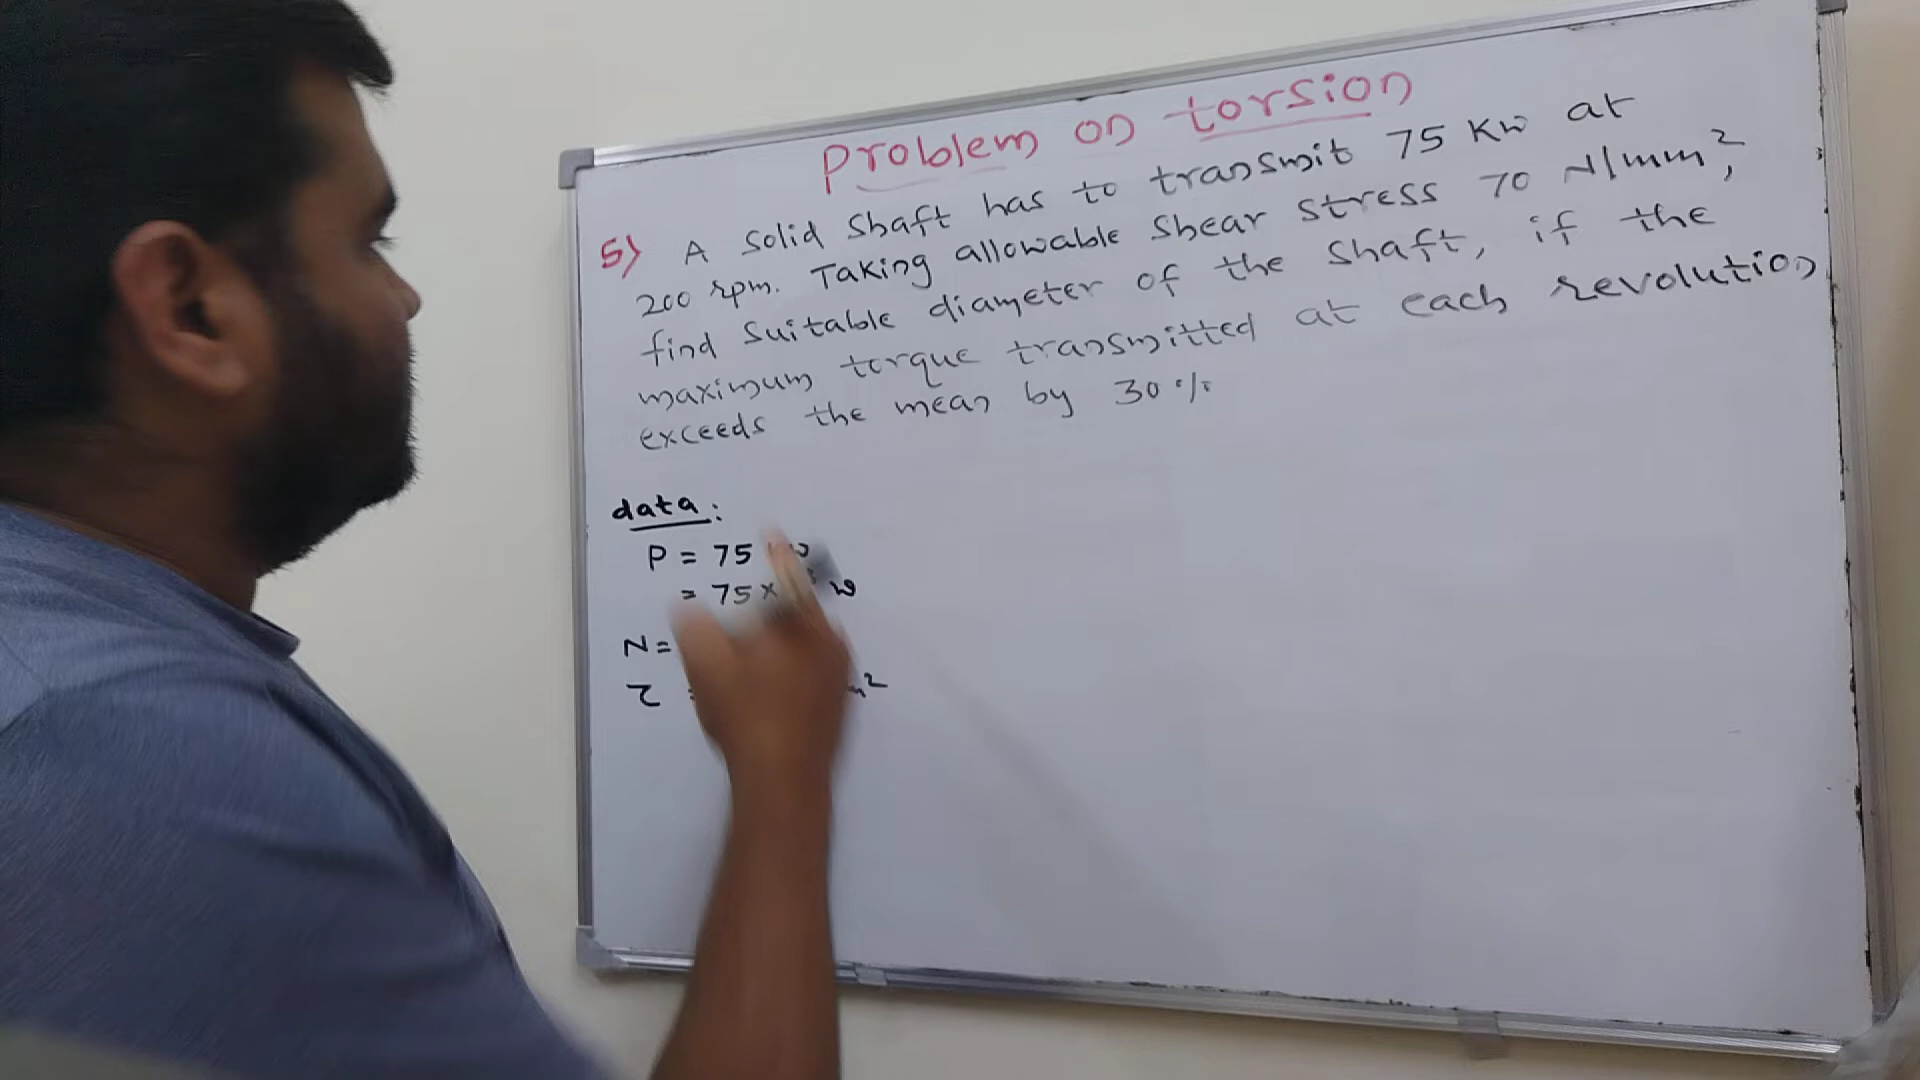 Problem on torsion
5) A solid shaft has to transmit 75 KW at
200 rpm. Taking allowable shear stress 70 N/mm²,
find suitable diameter of the shaft, if the
maximum torque transmitted at each revolution
exceeds the mean by 30%
data:
P = 75
= 75 × w
N =
τ